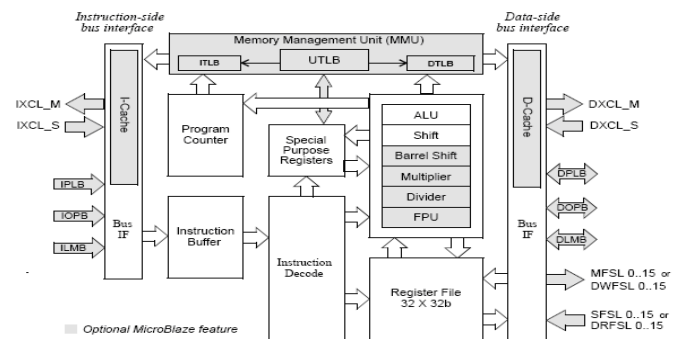 Instruction-side
bus interface
Data-side
bus interface
Memory Management Unit (MMU)
ITLB
UTLB
DTLB
I-Cache
D-Cache
IXCL_M
IXCL_S
DXCL_M
DXCL_S
Program
Counter
Special
Purpose
Registers
ALU
Shift
Barrel Shift
Multiplier
Divider
FPU
IPLB
IOPB
ILMB
Bus
IF
Instruction
Buffer
Instruction
Decode
Register File
32 X 32b
Bus
IF
DPLB
DOPB
DLMB
MFSL 0..15 or
DWFSL 0..15
SFSL 0..15 or
DRFSL 0..15
Optional MicroBlaze feature